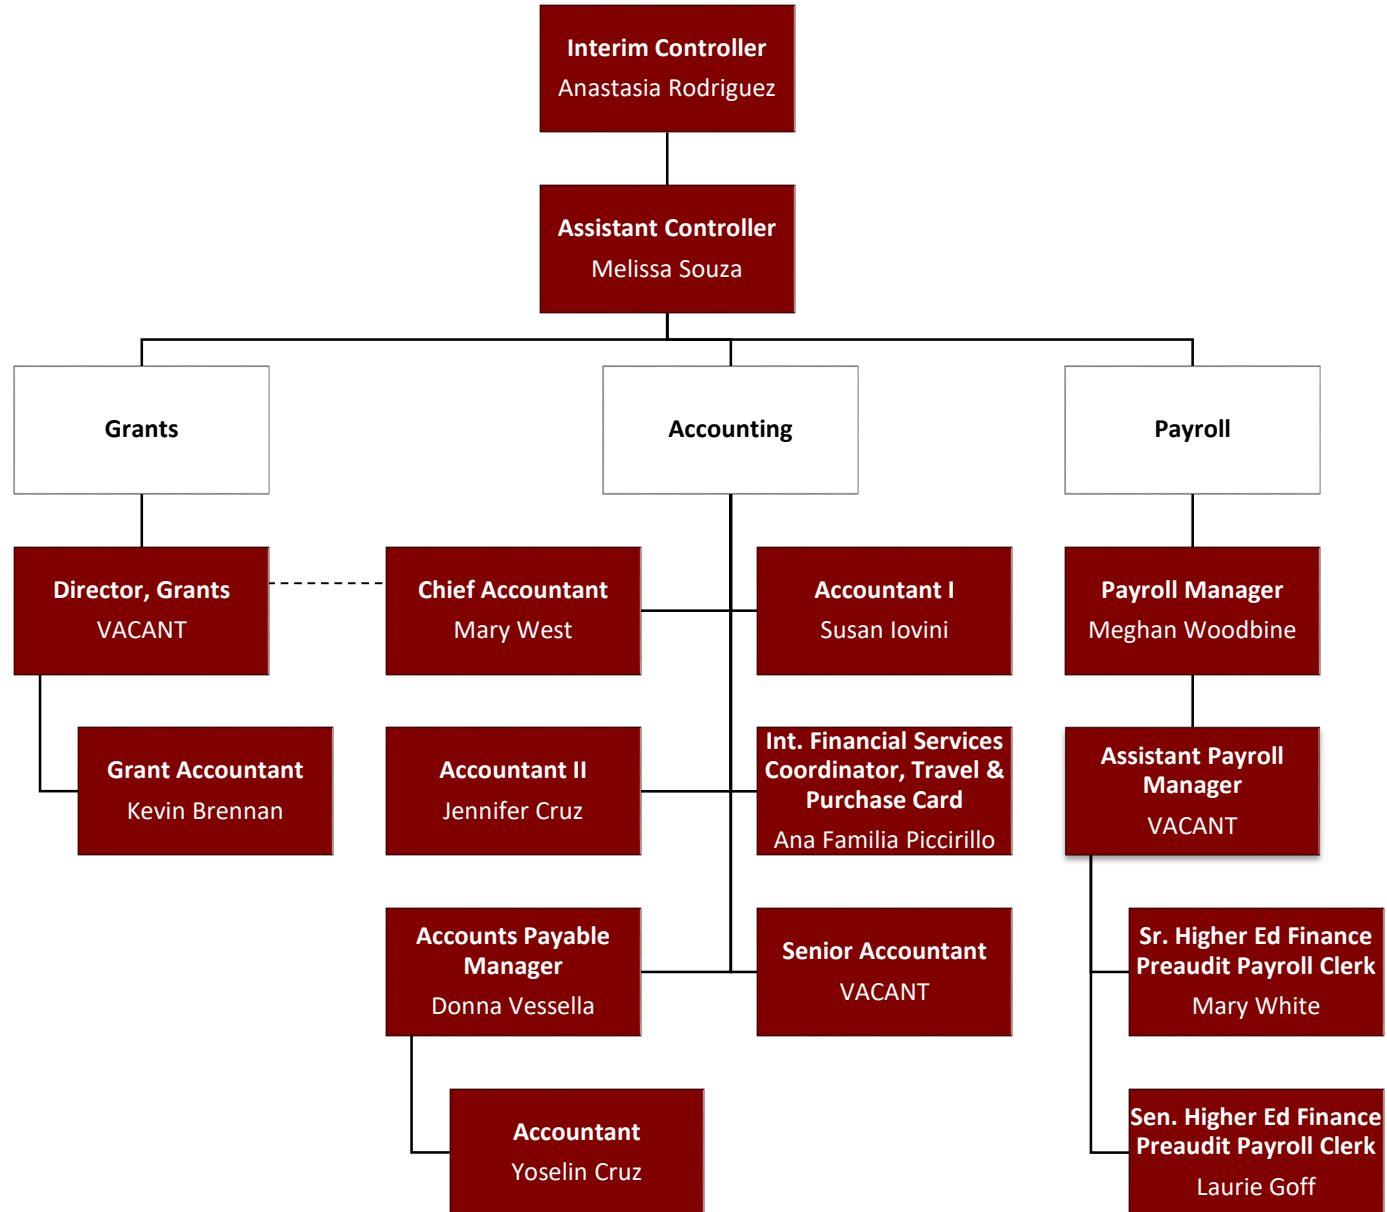 Interim Controller
Anastasia Rodriguez
Assistant Controller
Melissa Souza
Grants
Accounting
Payroll
Director, Grants
VACANT
Chief Accountant
Mary West
Accountant I
Susan Iovini
Payroll Manager
Meghan Woodbine
Grant Accountant
Kevin Brennan
Accountant II
Jennifer Cruz
Int. Financial Services
Coordinator, Travel &
Purchase Card
Ana Familia Piccirillo
Assistant Payroll
Manager
VACANT
Accounts Payable
Manager
Donna Vessella
Senior Accountant
VACANT
Sr. Higher Ed Finance
Preaudit Payroll Clerk
Mary White
Accountant
Yoselin Cruz
Sen. Higher Ed Finance
Preaudit Payroll Clerk
Laurie Goff